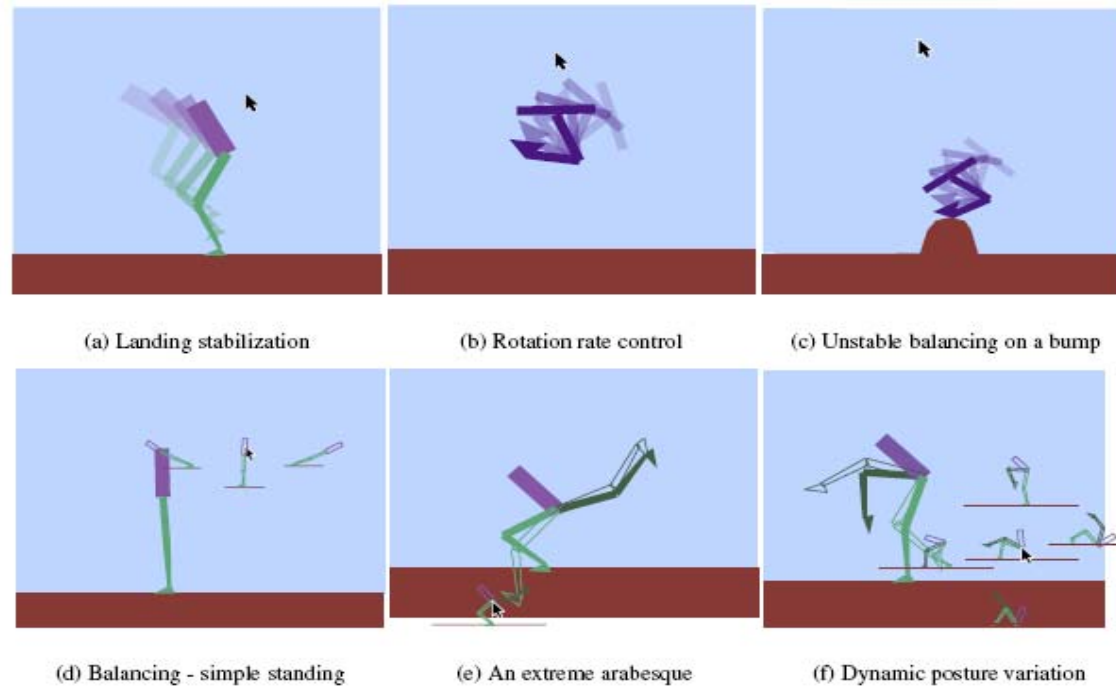 (a) Landing stabilization
(b) Rotation rate control
(c) Unstable balancing on a bump
(d) Balancing - simple standing
(e) An extreme arabesque
(f) Dynamic posture variation